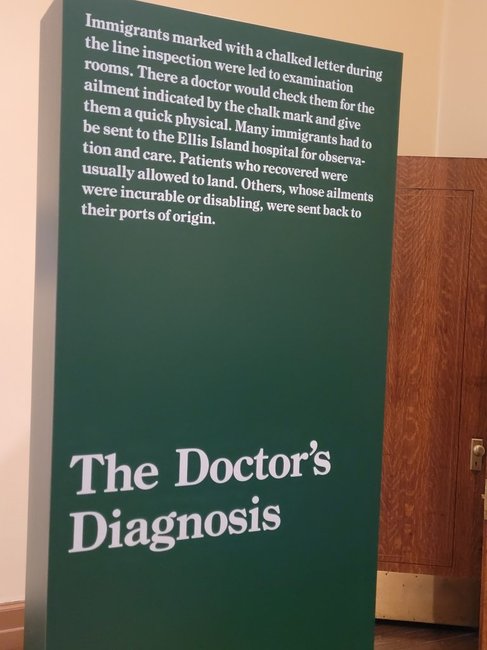 Immigrants marked with a chalked letter during
the line inspection were led to examination
rooms. There a doctor would check them for the
ailment indicated by the chalk mark and give
them a quick physical. Many immigrants had to
be sent to the Ellis Island hospital for observa-
tion and care. Patients who recovered were
usually allowed to land. Others, whose ailments
were incurable or disabling, were sent back to
their ports of origin.
The Doctor's
Diagnosis